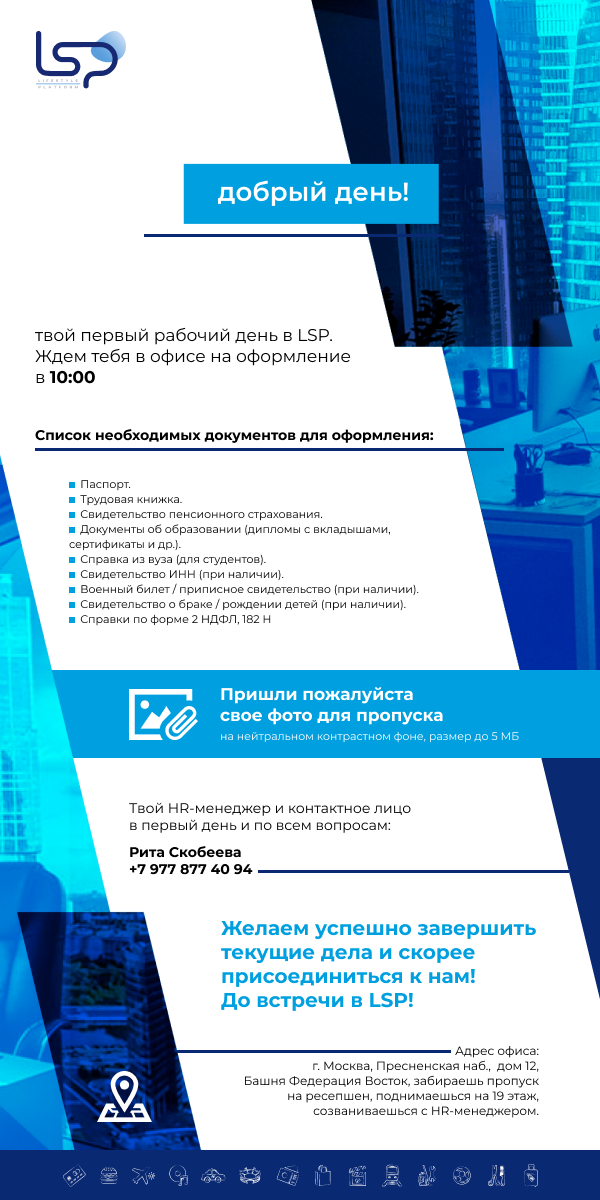 lsp
LIFESTYLE
PLATFORM
добрый день!
твой первый рабочий день в LSP.
Ждем тебя в офисе на оформление
в 10:00
Список необходимых документов для оформления:
Паспорт.
Трудовая книжка.
Свидетельство пенсионного страхования.
Документы об образовании (дипломы с вкладышами,
сертификаты и др.).
Справка из вуза (для студентов).
Свидетельство ИНН (при наличии).
Военный билет / приписное свидетельство (при наличии).
Свидетельство о браке / рождении детей (при наличии).
Справки по форме 2 НДФЛ, 182 Н
Пришли пожалуйста
свое фото для пропуска
на нейтральном контрастном фоне, размер до 5 МБ
Твой HR-менеджер и контактное лицо
в первый день и по всем вопросам:
Рита Скобеева
+7 977 877 40 94
Желаем успешно завершить
текущие дела и скорее
присоединиться к нам!
До встречи в LSP!
Адрес офиса:
г. Москва, Пресненская наб., дом 12,
Башня Федерация Восток, забираешь пропуск
на ресепшен, поднимаешься на 19 этаж,
созваниваешься с HR-менеджером.